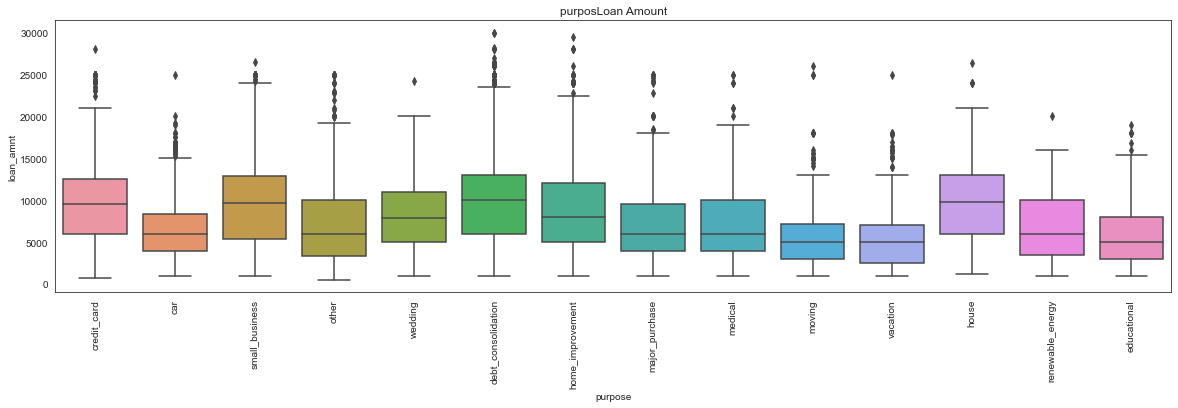 purposLoan Amount
30000
25000
20000
15000
10000
5000
0
loan_amnt
credit_card
car
small_business
other
wedding
debt_consolidation
home_improvement
major_purchase
medical
moving
vacation
house
renewable_energy
educational
purpose